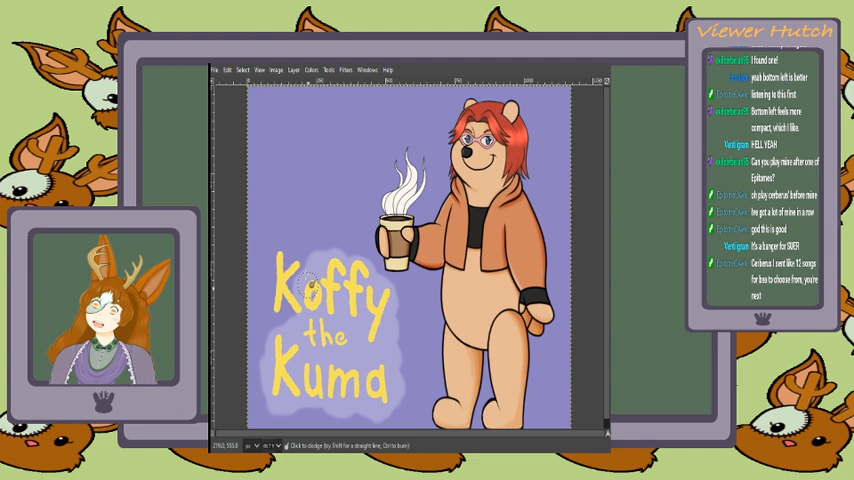 Viewer Hutch
File Edit Select View Image Layer Colors Tools Filters Windows Help
Koffy
the
Kuma
I found one!
yeah bottom left is better
listening to this first
Bottom left feels more
compact, which I like.
Ventigram HELL YEAH
Can you play mine after one of
Epitomes?
oh play cerberus' before mine
Ive got a lot of mine in a row
god this is good
Ventigram It's a banger for SUER
Cerberus I sent like 12 songs
for bea to choose from, you're
next
Click to dodge (try Shift for a straight line, Ctrl to burn)